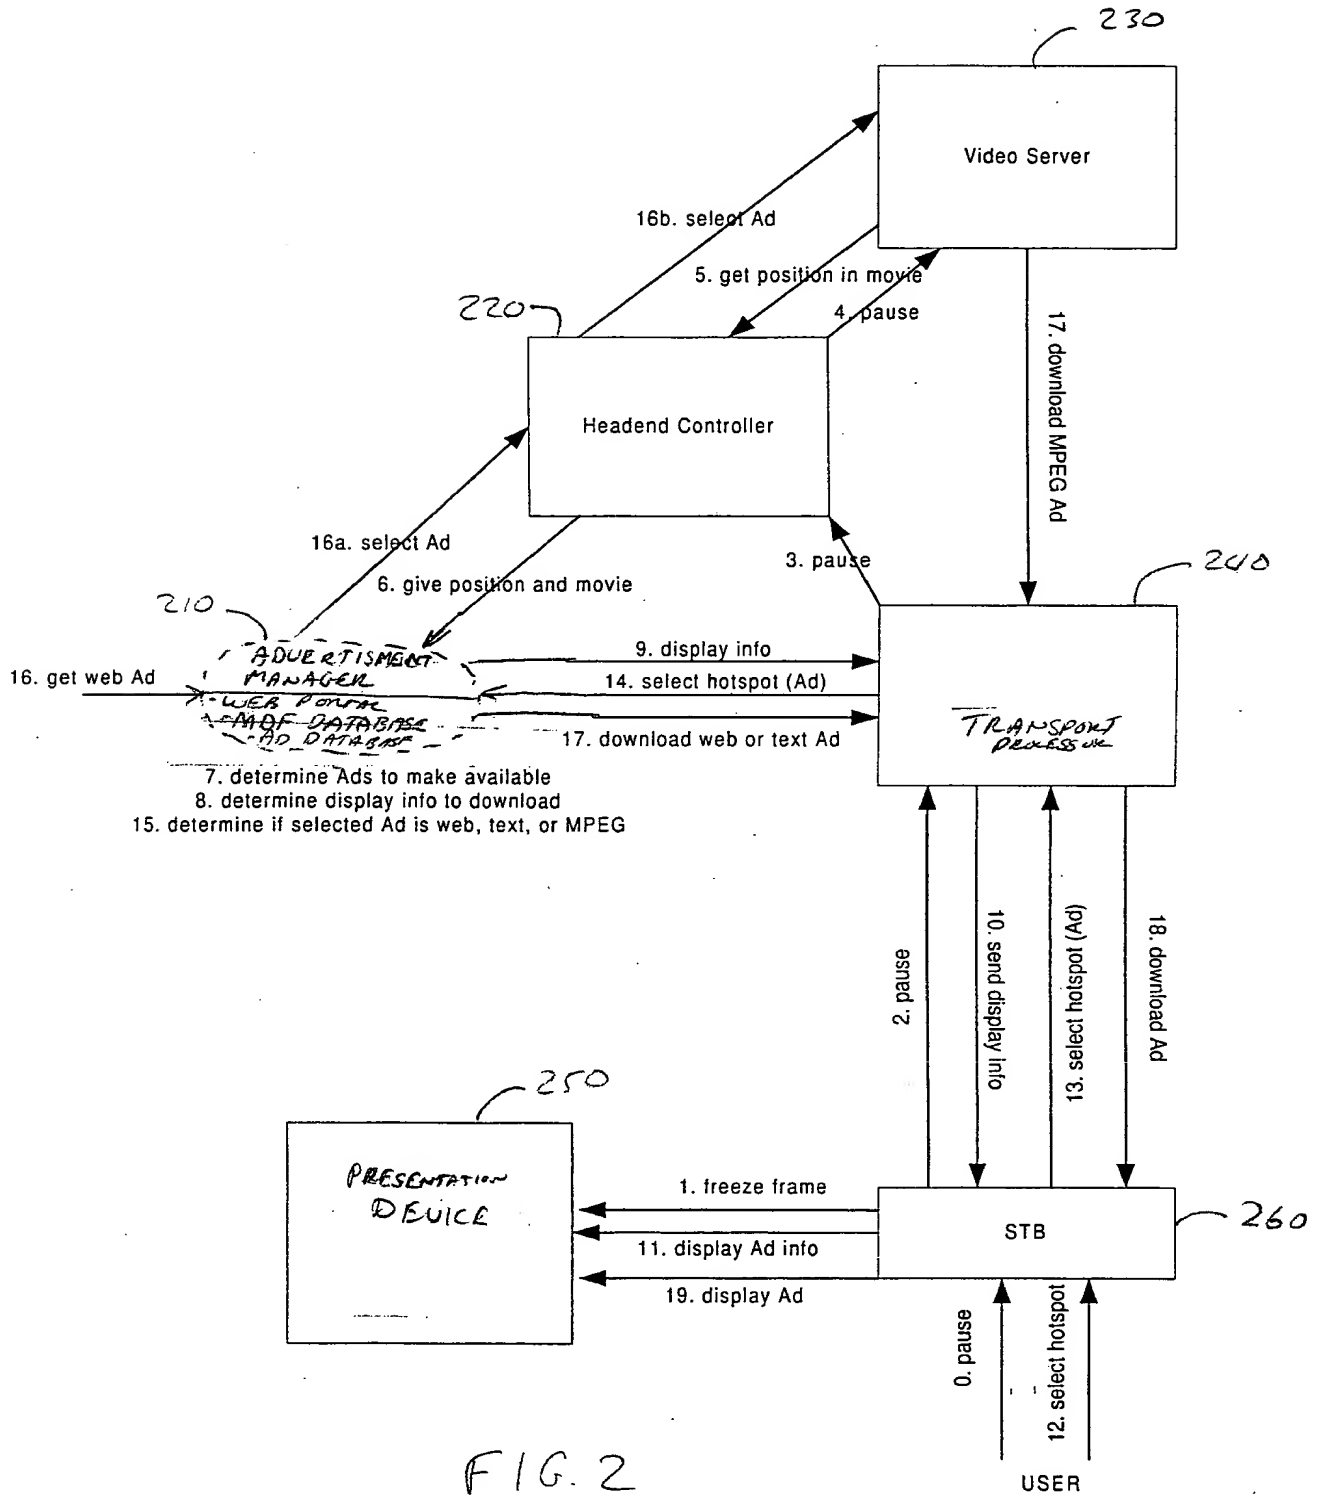 230
Video Server
16b. select Ad
5. get position in movie
4. pause
220
17. download MPEG Ad
Headend Controller
16a. select Ad
3. pause
6. give position and movie
240
210
ADVERTISMENT
MANAGER
- WEB PORTAL
- MDF DATABASE
- AD DATABASE
16. get web Ad
9. display info
14. select hotspot (Ad)
17. download web or text Ad
TRANSPORT
PROCESSOR
7. determine Ads to make available
8. determine display info to download
15. determine if selected Ad is web, text, or MPEG
2. pause
10. send display info
13. select hotspot (Ad)
18. download Ad
250
PRESENTATION
DEVICE
1. freeze frame
11. display Ad info
19. display Ad
STB
260
0. pause
12. select hotspot
USER
FIG. 2